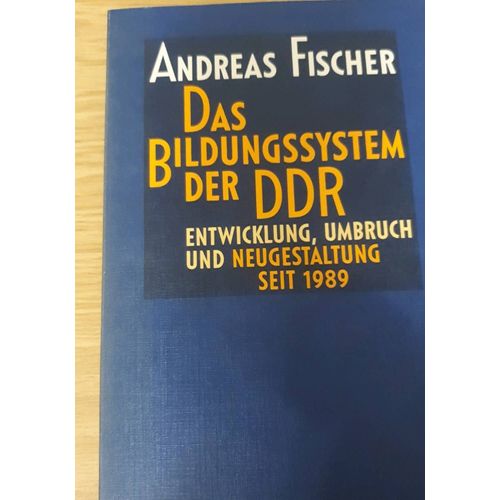 ANDREAS FISCHER
DAS
BILDUNGSSYSTEM
DER DDR
ENTWICKLUNG, UMBRUCH
UND NEUGESTALTUNG
SEIT 1989